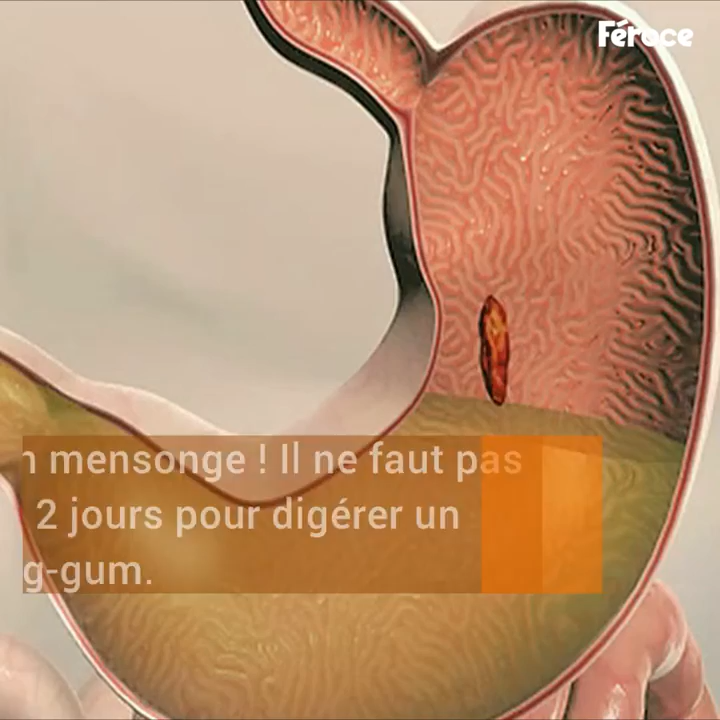 Féroce
mensonge ! Il ne faut pas
2 jours pour digérer un
g-gum.